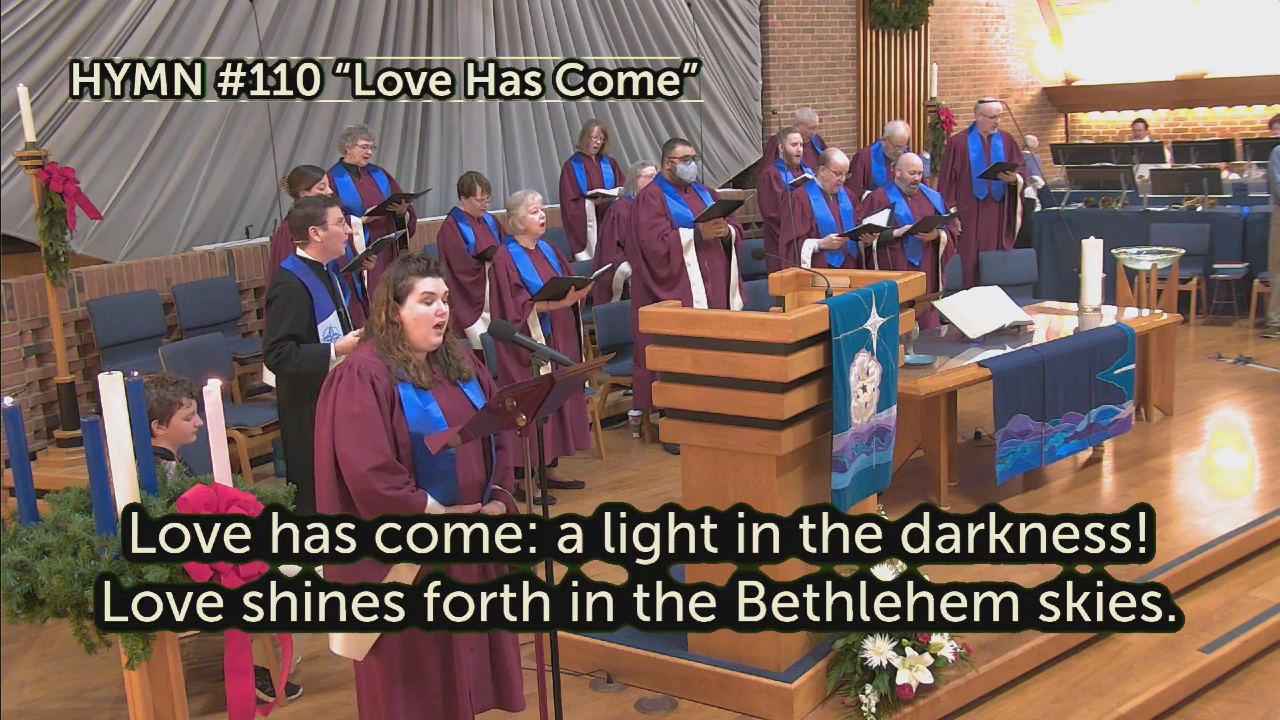 HYMN #110 “Love Has Come”
Love has come: a light in the darkness!
Love shines forth in the Bethlehem skies.